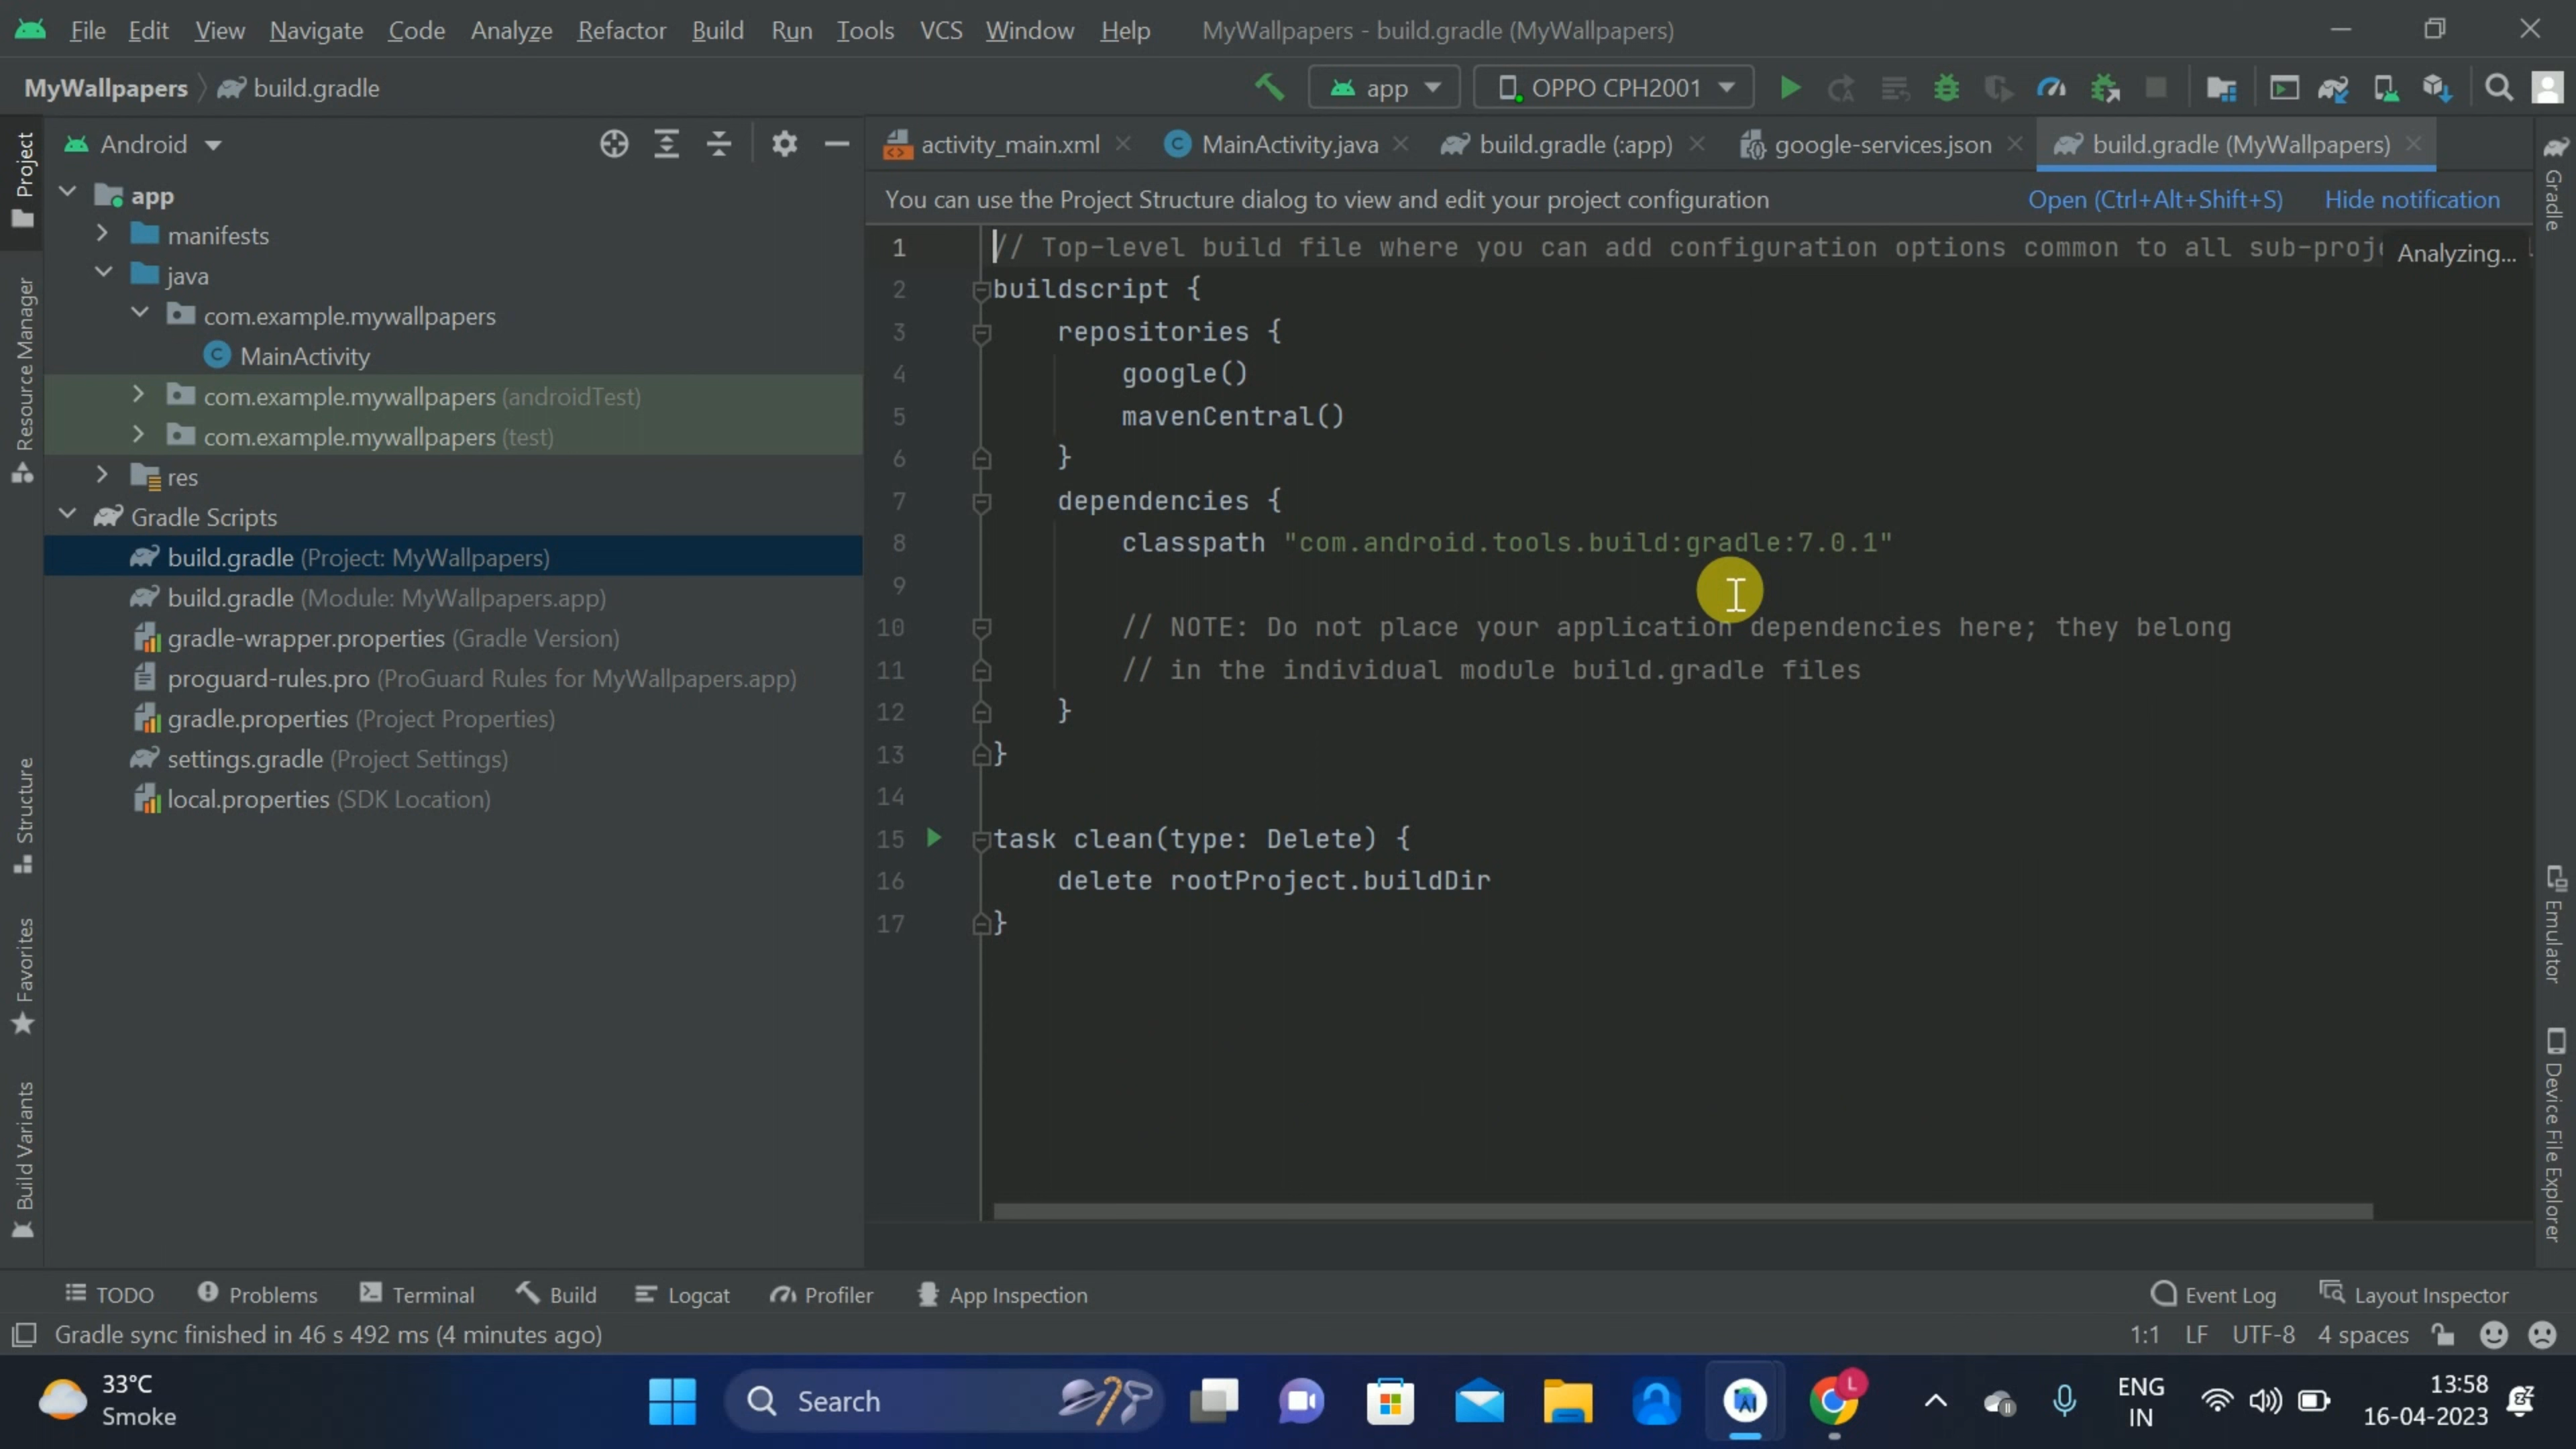 File Edit View Navigate Code Analyze Refactor Build Run Tools VCS Window Help MyWallpapers - build.gradle (MyWallpapers)
MyWallpapers build.gradle app OPPO CPH2001
Android
activity_main.xml MainActivity.java build.gradle (:app) google-services.json build.gradle (MyWallpapers)
You can use the Project Structure dialog to view and edit your project configuration Open (Ctrl+Alt+Shift+S) Hide notification
Project
Resource Manager
Structure
Favorites
Build Variants
app
manifests
java
com.example.mywallpapers
MainActivity
com.example.mywallpapers (androidTest)
com.example.mywallpapers (test)
res
Gradle Scripts
build.gradle (Project: MyWallpapers)
build.gradle (Module: MyWallpapers.app)
gradle-wrapper.properties (Gradle Version)
proguard-rules.pro (ProGuard Rules for MyWallpapers.app)
gradle.properties (Project Properties)
settings.gradle (Project Settings)
local.properties (SDK Location)
1 // Top-level build file where you can add configuration options common to all Analyzing...
2 buildscript {
3 repositories {
4 google()
5 mavenCentral()
6 }
7 dependencies {
8 classpath "com.android.tools.build:gradle:7.0.1"
9
10 // NOTE: Do not place your application dependencies here; they belong
11 // in the individual module build.gradle files
12 }
13 }
14
15 task clean(type: Delete) {
16 delete rootProject.buildDir
17 }
Gradle
Emulator
Device File Explorer
TODO Problems Terminal Build Logcat Profiler App Inspection Event Log Layout Inspector
Gradle sync finished in 46 s 492 ms (4 minutes ago) 1:1 LF UTF-8 4 spaces
33°C
Smoke
Search
L
ENG
IN
13:58
16-04-2023